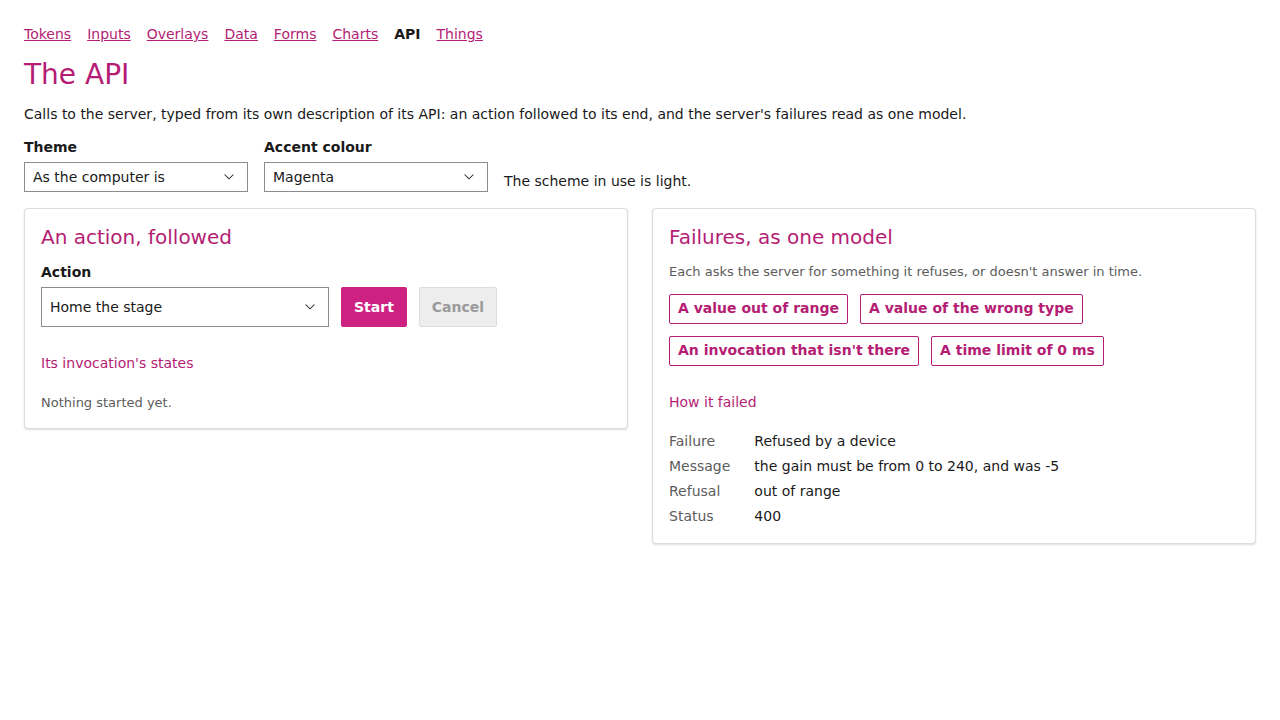 Tokens Inputs Overlays Data Forms Charts API Things
The API
Calls to the server, typed from its own description of its API: an action followed to its end, and the server's failures read as one model.
Theme
Accent colour
As the computer is
Magenta
The scheme in use is light.
An action, followed
Action
Home the stage
Start
Cancel
Its invocation's states
Nothing started yet.
Failures, as one model
Each asks the server for something it refuses, or doesn't answer in time.
A value out of range
A value of the wrong type
An invocation that isn't there
A time limit of 0 ms
How it failed
Failure Refused by a device
Message the gain must be from 0 to 240, and was -5
Refusal out of range
Status 400